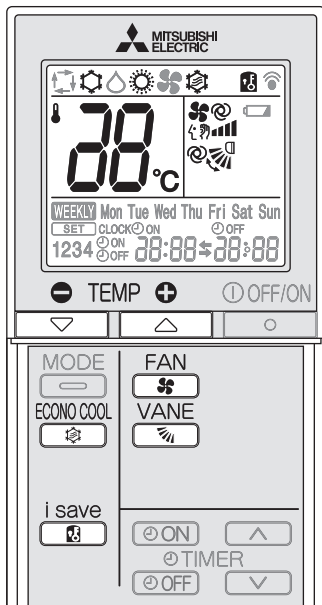 MITSUBISHI
ELECTRIC
88°C
WEEKLY Mon Tue Wed Thu Fri Sat Sun
SET CLOCK ON OFF
1234 ON OFF 88:88 88:88
TEMP OFF/ON
MODE FAN
ECONO COOL VANE
i save
ON
TIMER
OFF